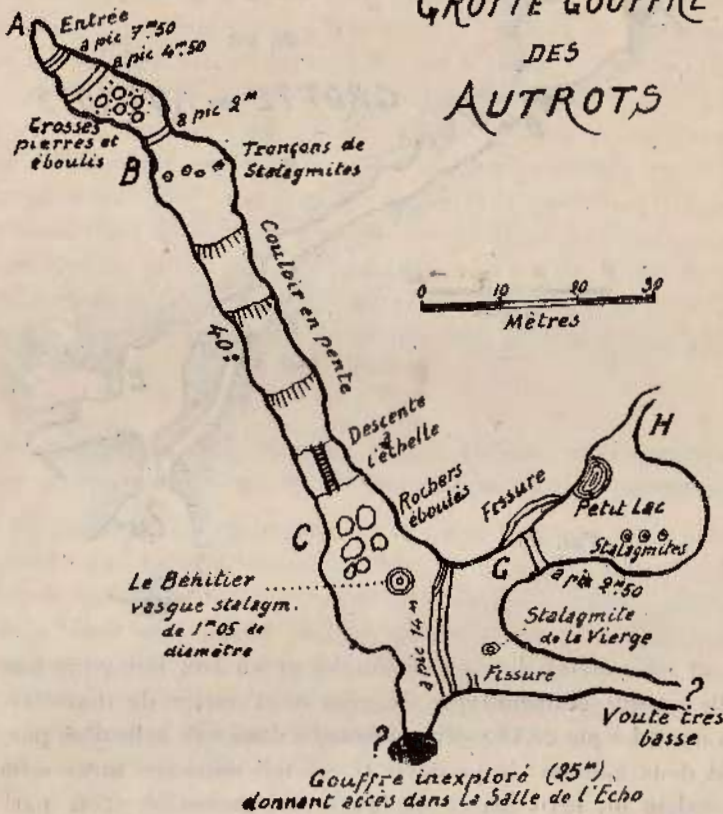 GROTTE GOUFFRE
DES
AUTROTS
A
Entrée
à pic 7m50
à pic 4m50
à pic 2m
Grosses
pierres et
éboulis
B
Tronçons de
Stalagmites
Couloir en pente
40°
0 10 20 30
Mètres
Descente
à
l'échelle
Rochers
éboulés
C
Fissure
H
Petit Lac
Stalagmites
G
à pic 2m50
Le Bénitier
vasque stalagm.
de 1m05 de
diamètre
à pic 14m
Stalagmite
de la Vierge
Fissure
?
Voute très
basse
?
Gouffre inexploré (25m)
donnant accès dans la Salle de l'Echo